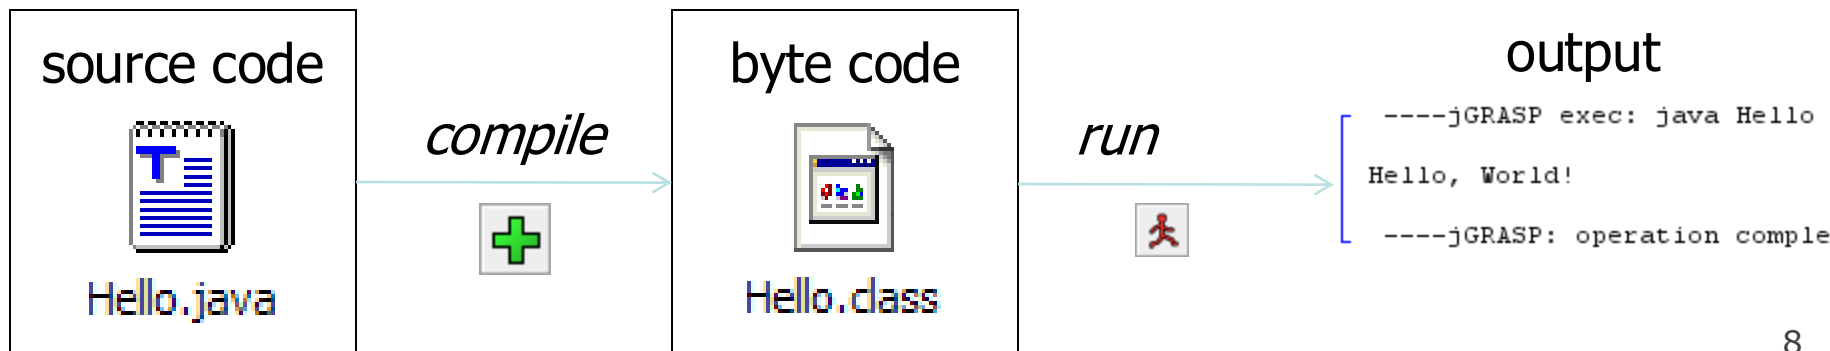 source code
Hello.java
compile
byte code
Hello.class
run
output
----jGRASP exec: java Hello
Hello, World!
----jGRASP: operation comple
8